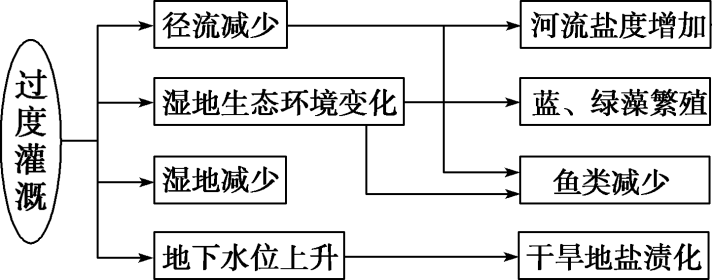 过度灌溉
径流减少
河流盐度增加
湿地生态环境变化
蓝、绿藻繁殖
湿地减少
鱼类减少
地下水位上升
干旱地盐渍化